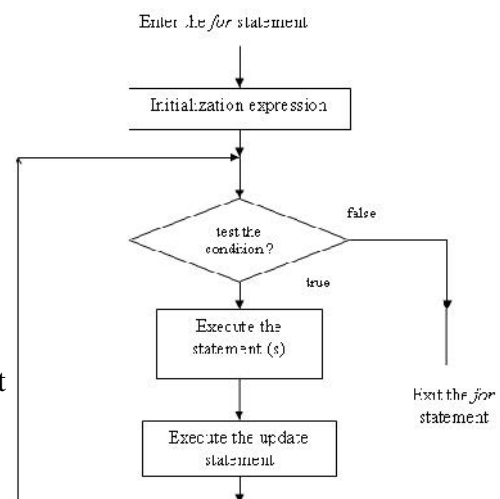 Enter the for statement
Initialization expression
test the
condition?
false
true
Execute the
statement (s)
t
Exit the for
statement
Execute the update
statement